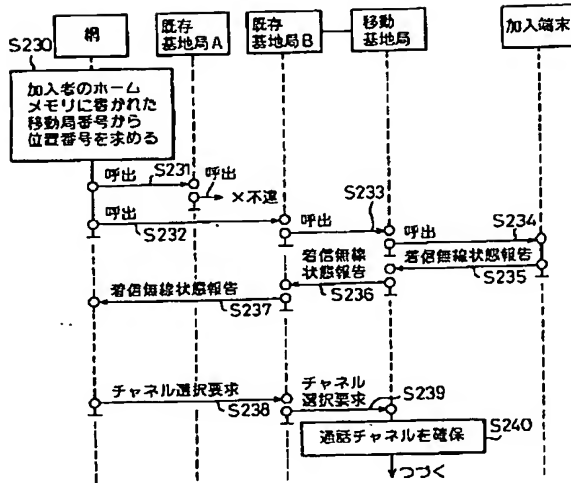 網
既存
基地局A
既存
基地局B
移動
基地局
加入端末
S230
加入者のホーム
メモリに書かれた
移動局番号から
位置番号を求める
呼出
S231
呼出
×不達
呼出
S232
S233
呼出
呼出
S234
着信無線状態報告
S235
着信無線
状態報告
S236
着信無線状態報告
S237
チャネル選択要求
S238
チャネル
選択要求
S239
通話チャネルを確保
S240
つづく